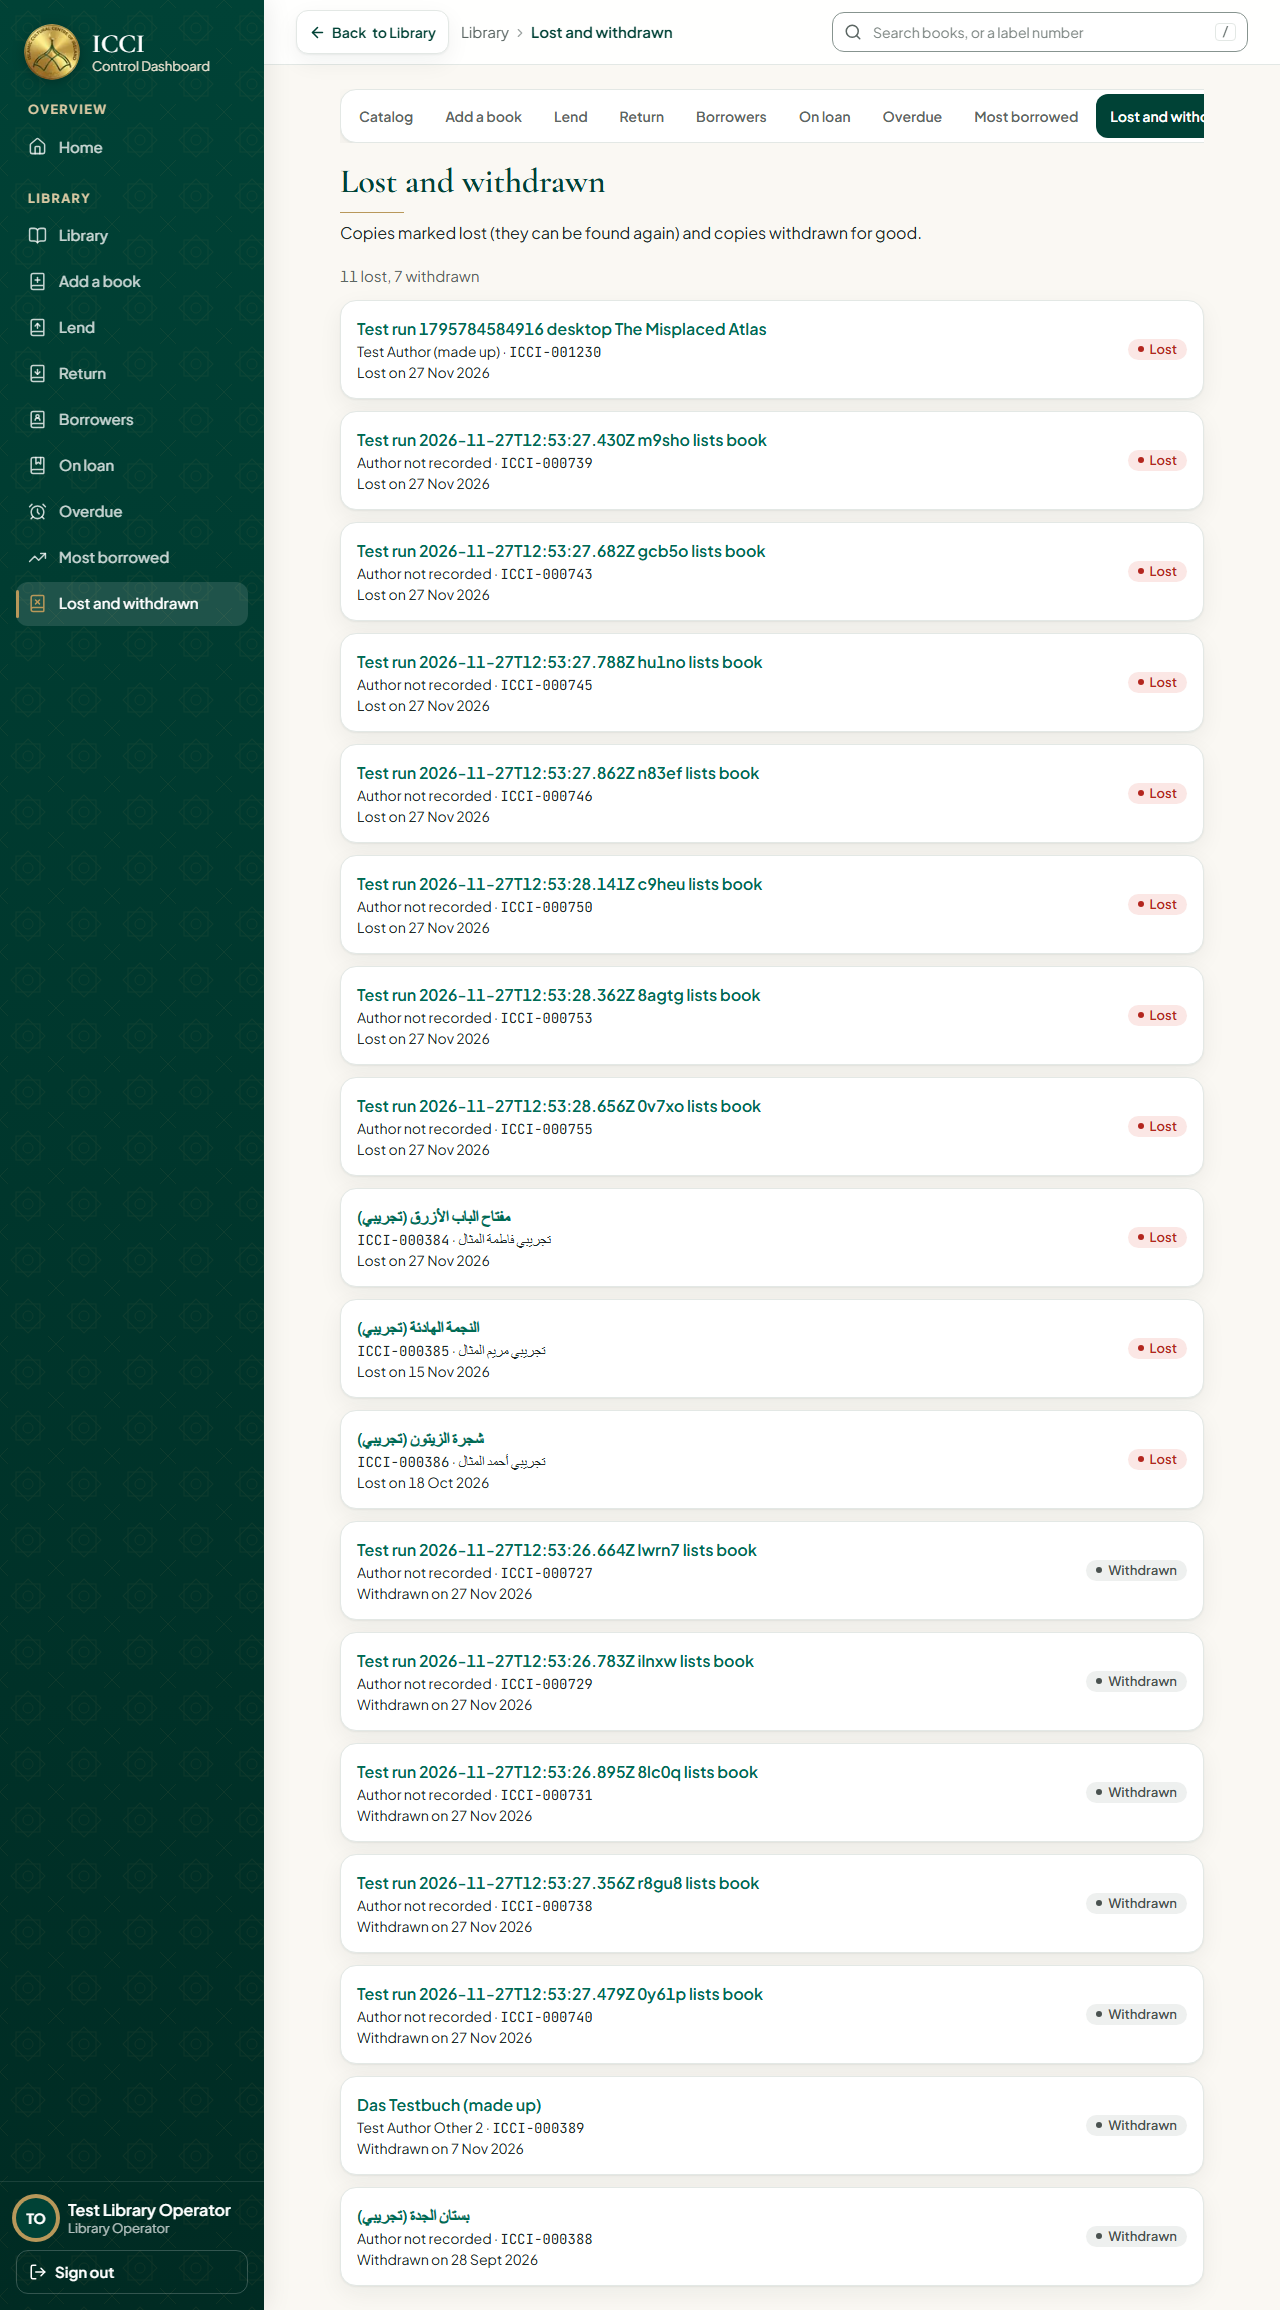 ICCI
Control Dashboard
OVERVIEW
Home
LIBRARY
Library
Add a book
Lend
Return
Borrowers
On loan
Overdue
Most borrowed
Lost and withdrawn
Test Library Operator
TO
Library Operator
Sign out
Back to Library
Library > Lost and withdrawn
Search books, or a label number
/
Catalog Add a book Lend Return Borrowers On loan Overdue Most borrowed Lost and withd
Lost and withdrawn
Copies marked lost (they can be found again) and copies withdrawn for good.
11 lost, 7 withdrawn
Test run 1795784584916 desktop The Misplaced Atlas
Test Author (made up) · ICCI-001230
Lost on 27 Nov 2026
Lost
Test run 2026-11-27T12:53:27.430Z m9sho lists book
Author not recorded · ICCI-000739
Lost on 27 Nov 2026
Lost
Test run 2026-11-27T12:53:27.682Z gcb5o lists book
Author not recorded · ICCI-000743
Lost on 27 Nov 2026
Lost
Test run 2026-11-27T12:53:27.788Z hu1no lists book
Author not recorded · ICCI-000745
Lost on 27 Nov 2026
Lost
Test run 2026-11-27T12:53:27.862Z n83ef lists book
Author not recorded · ICCI-000746
Lost on 27 Nov 2026
Lost
Test run 2026-11-27T12:53:28.141Z c9heu lists book
Author not recorded · ICCI-000750
Lost on 27 Nov 2026
Lost
Test run 2026-11-27T12:53:28.362Z 8agtg lists book
Author not recorded · ICCI-000753
Lost on 27 Nov 2026
Lost
Test run 2026-11-27T12:53:28.656Z 0v7xo lists book
Author not recorded · ICCI-000755
Lost on 27 Nov 2026
Lost
مفتاح الباب الأزرق (تجريبي)
تجريبي فاطمة المثال · ICCI-000384
Lost on 27 Nov 2026
Lost
النجمة الهادئة (تجريبي)
تجريبي مريم المثال · ICCI-000385
Lost on 15 Nov 2026
Lost
شجرة الزيتون (تجريبي)
تجريبي أحمد المثال · ICCI-000386
Lost on 18 Oct 2026
Lost
Test run 2026-11-27T12:53:26.664Z lwrn7 lists book
Author not recorded · ICCI-000727
Withdrawn on 27 Nov 2026
Withdrawn
Test run 2026-11-27T12:53:26.783Z ilnxw lists book
Author not recorded · ICCI-000729
Withdrawn on 27 Nov 2026
Withdrawn
Test run 2026-11-27T12:53:26.895Z 8lc0q lists book
Author not recorded · ICCI-000731
Withdrawn on 27 Nov 2026
Withdrawn
Test run 2026-11-27T12:53:27.356Z r8gu8 lists book
Author not recorded · ICCI-000738
Withdrawn on 27 Nov 2026
Withdrawn
Test run 2026-11-27T12:53:27.479Z 0y61p lists book
Author not recorded · ICCI-000740
Withdrawn on 27 Nov 2026
Withdrawn
Das Testbuch (made up)
Test Author Other 2 · ICCI-000389
Withdrawn on 7 Nov 2026
Withdrawn
بستان الجدة (تجريبي)
Author not recorded · ICCI-000388
Withdrawn on 28 Sept 2026
Withdrawn